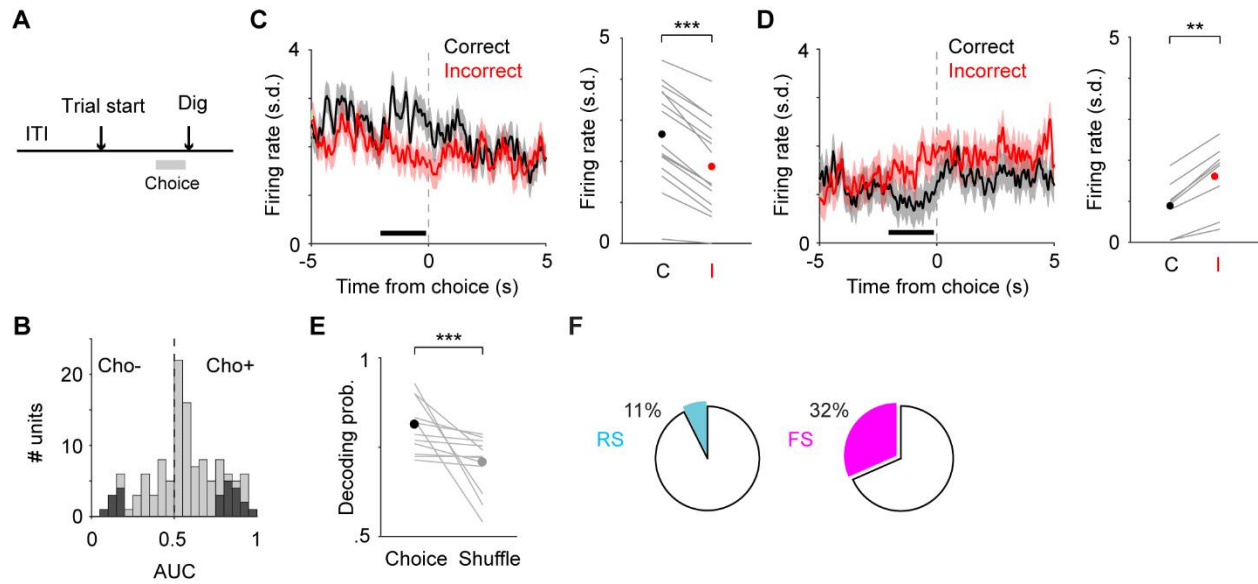 A
Trial start
Dig
ITI
Choice
B
Cho-
Cho+
# units
20
10
0
0
0.5
1
AUC
C
Correct
Incorrect
Firing rate (s.d.)
4
0
-5
0
5
Time from choice (s)
***
Firing rate (s.d.)
5
0
C
I
D
Correct
Incorrect
Firing rate (s.d.)
4
0
-5
0
5
Time from choice (s)
**
Firing rate (s.d.)
5
0
C
I
E
***
Decoding prob.
1
.5
Choice
Shuffle
F
11%
RS
32%
FS